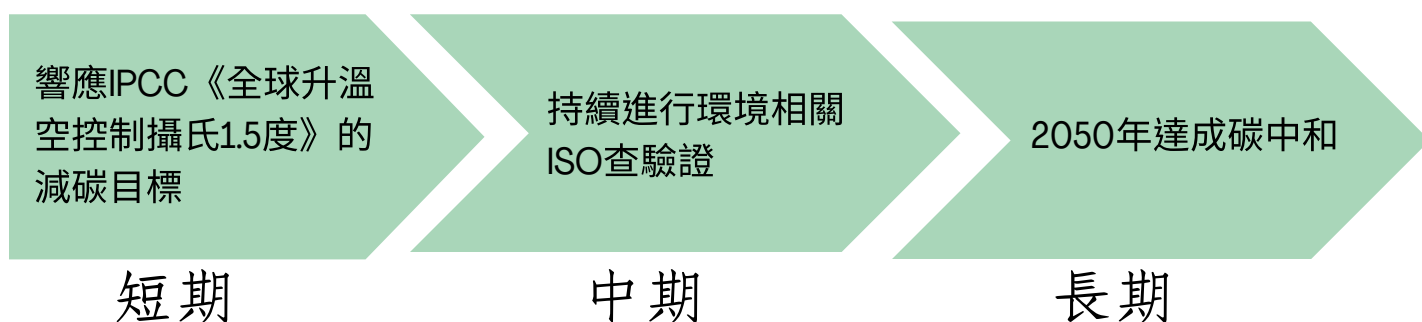 響應IPCC《全球升溫
空控制攝氏1.5度》的
減碳目標
持續進行環境相關
ISO查驗證
2050年達成碳中和
短期
中期
長期